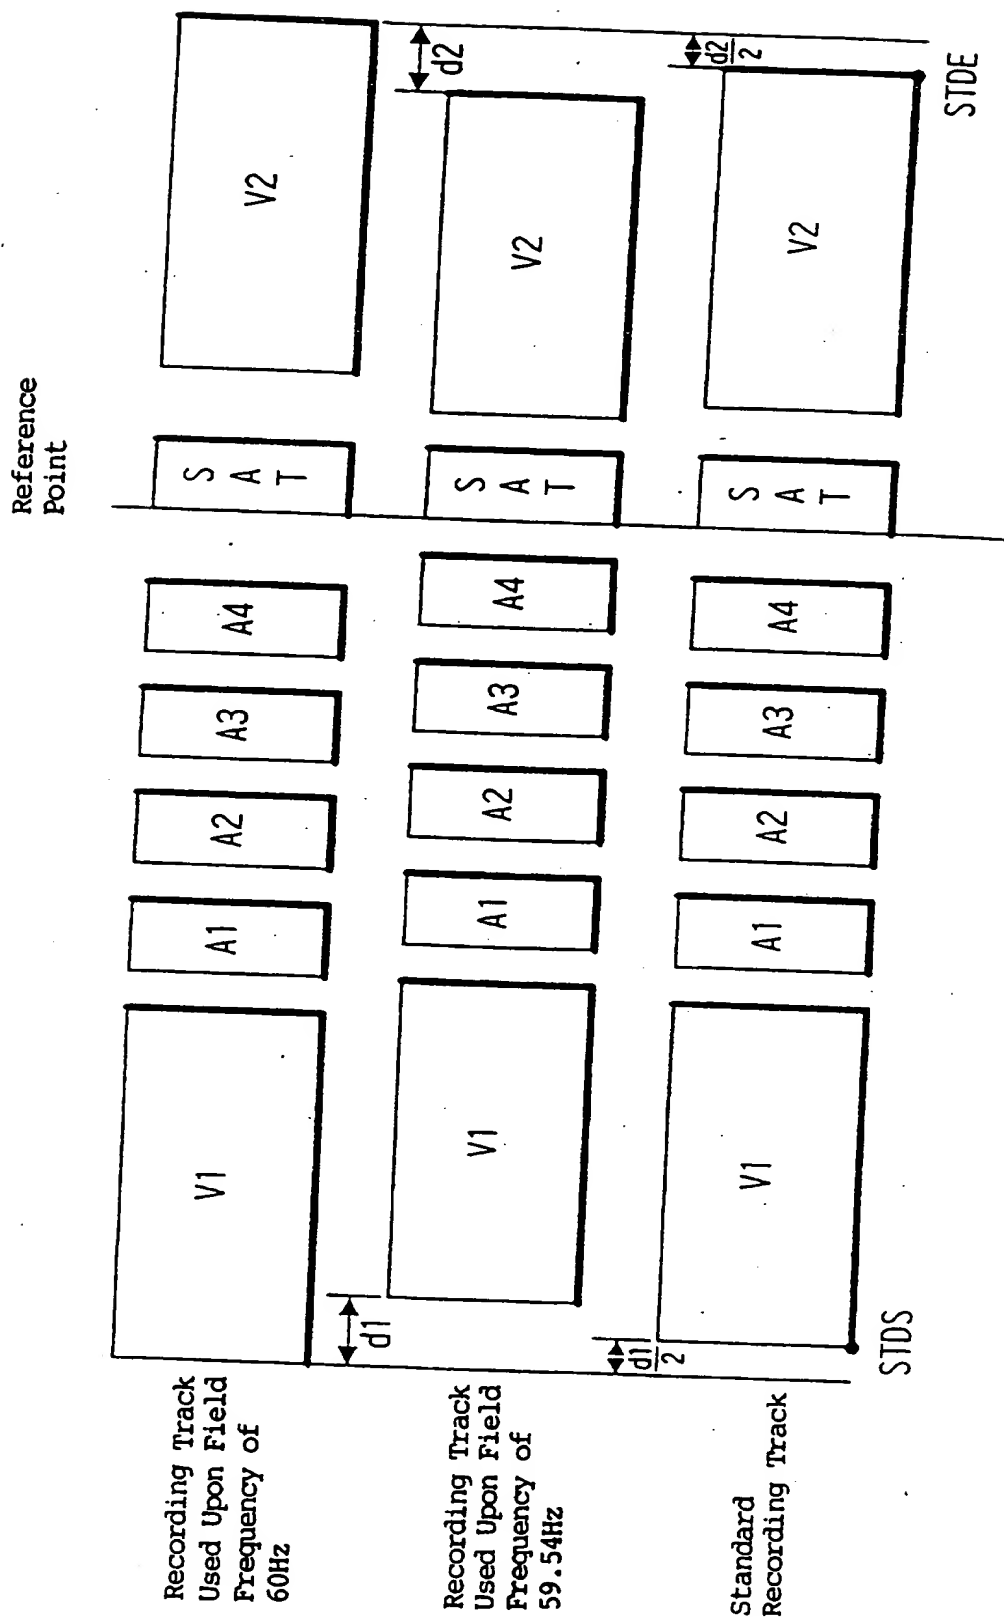 Reference
Point
Recording Track
Used Upon Field
Frequency of
60Hz
V1
A1
A2
A3
A4
S
A
T
V2
d1
d2
Recording Track
Used Upon Field
Frequency of
59.54Hz
V1
A1
A2
A3
A4
S
A
T
V2
d1
2
d2
2
Standard
Recording Track
V1
A1
A2
A3
A4
S
A
T
V2
STDS
STDE